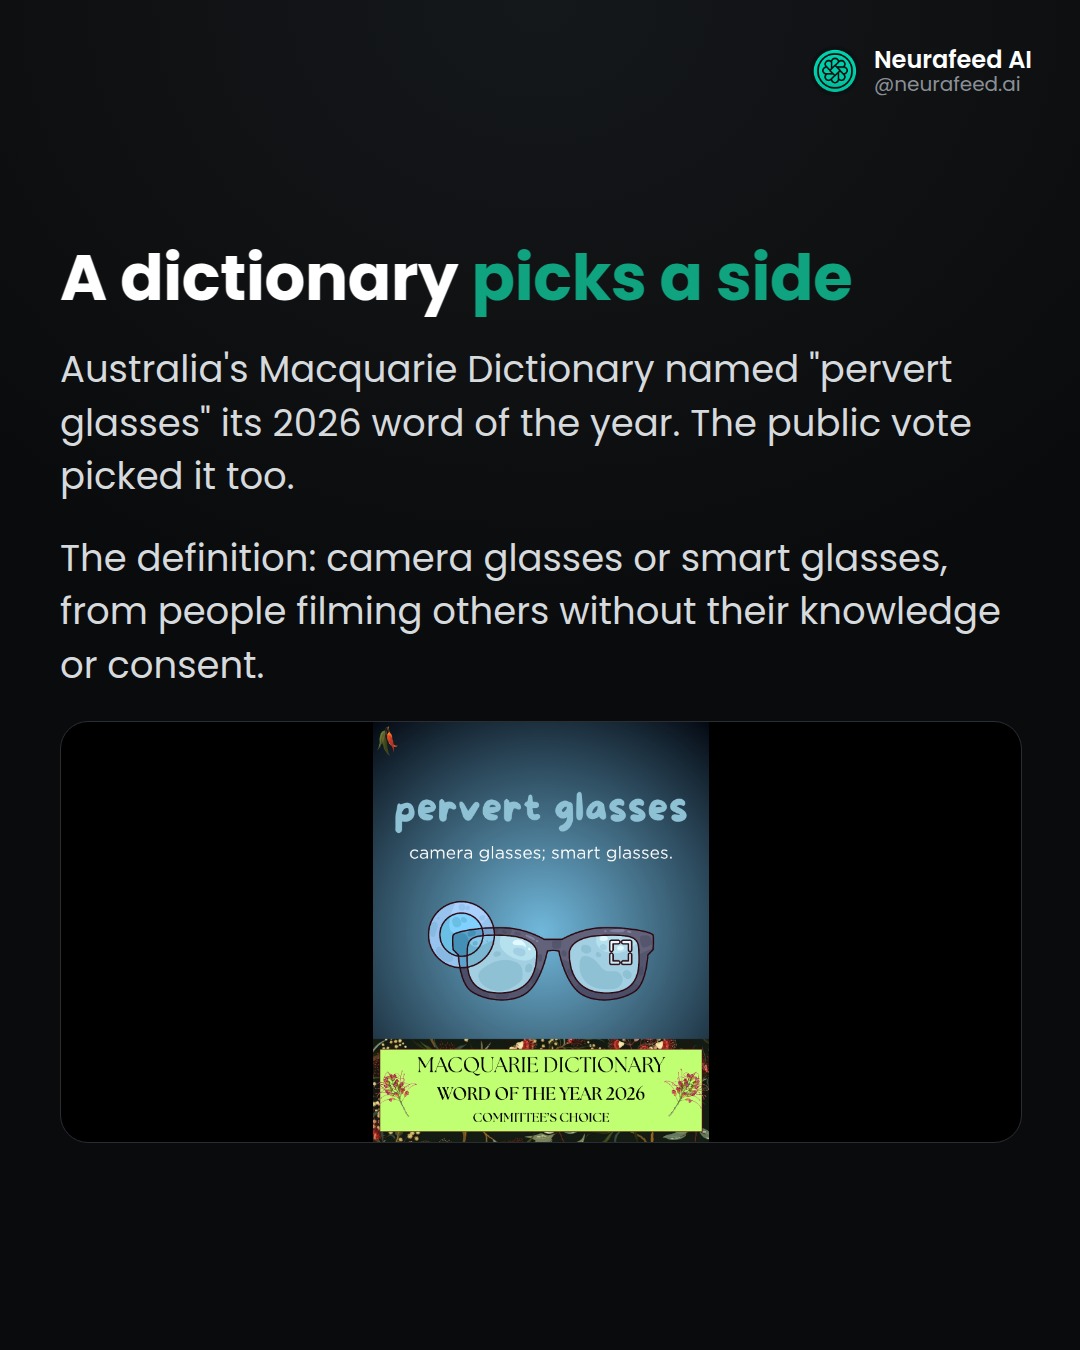 Neurafeed AI
@neurafeed.ai
A dictionary picks a side
Australia's Macquarie Dictionary named "pervert
glasses" its 2026 word of the year. The public vote
picked it too.
The definition: camera glasses or smart glasses,
from people filming others without their knowledge
or consent.
pervert glasses
camera glasses; smart glasses.
MACQUARIE DICTIONARY
WORD OF THE YEAR 2026
COMMITTEE'S CHOICE